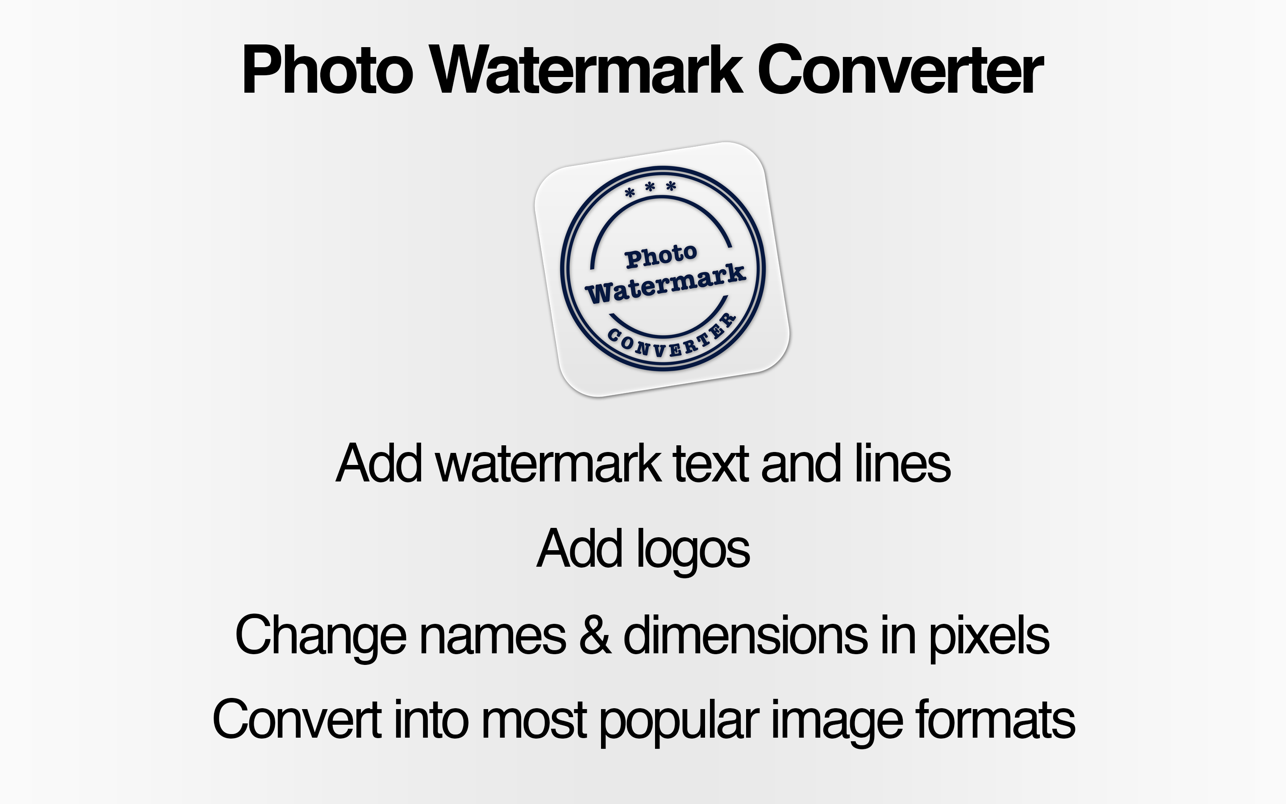 Photo Watermark Converter
* * *
Photo
Watermark
CONVERTER
Add watermark text and lines
Add logos
Change names & dimensions in pixels
Convert into most popular image formats